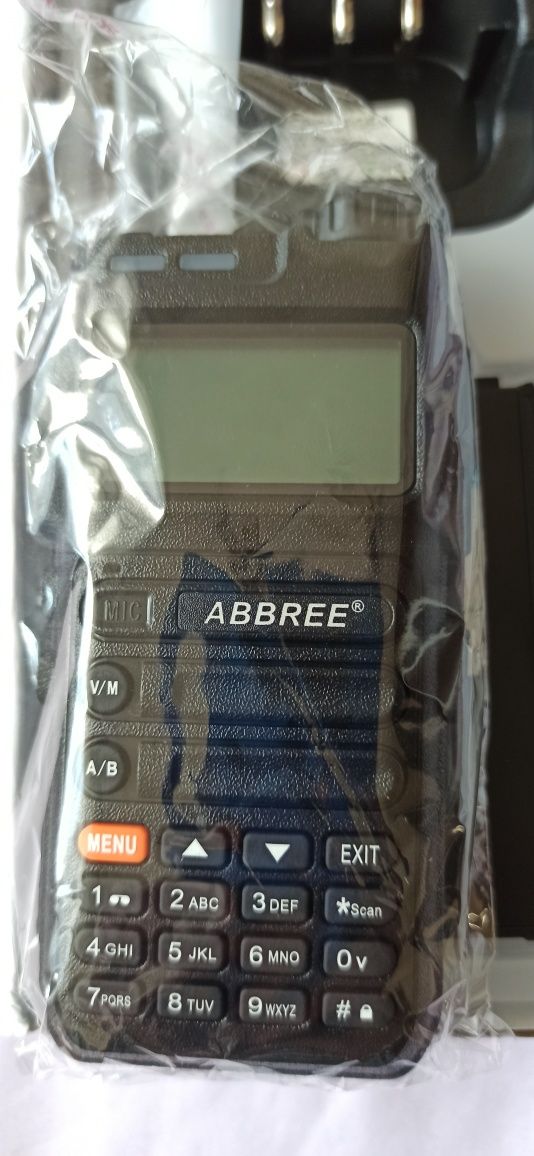 MIC
ABBREE®
V/M
A/B
MENU ▲ ▼ EXIT
1 2 ABC 3 DEF *Scan
4 GHI 5 JKL 6 MNO 0 v
7 PQRS 8 TUV 9 WXYZ #